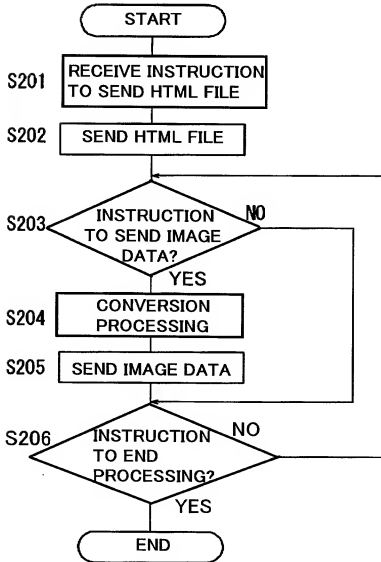 START
S201
RECEIVE INSTRUCTION
TO SEND HTML FILE
S202
SEND HTML FILE
S203
INSTRUCTION
TO SEND IMAGE
DATA?
NO
YES
S204
CONVERSION
PROCESSING
S205
SEND IMAGE DATA
S206
INSTRUCTION
TO END
PROCESSING?
NO
YES
END